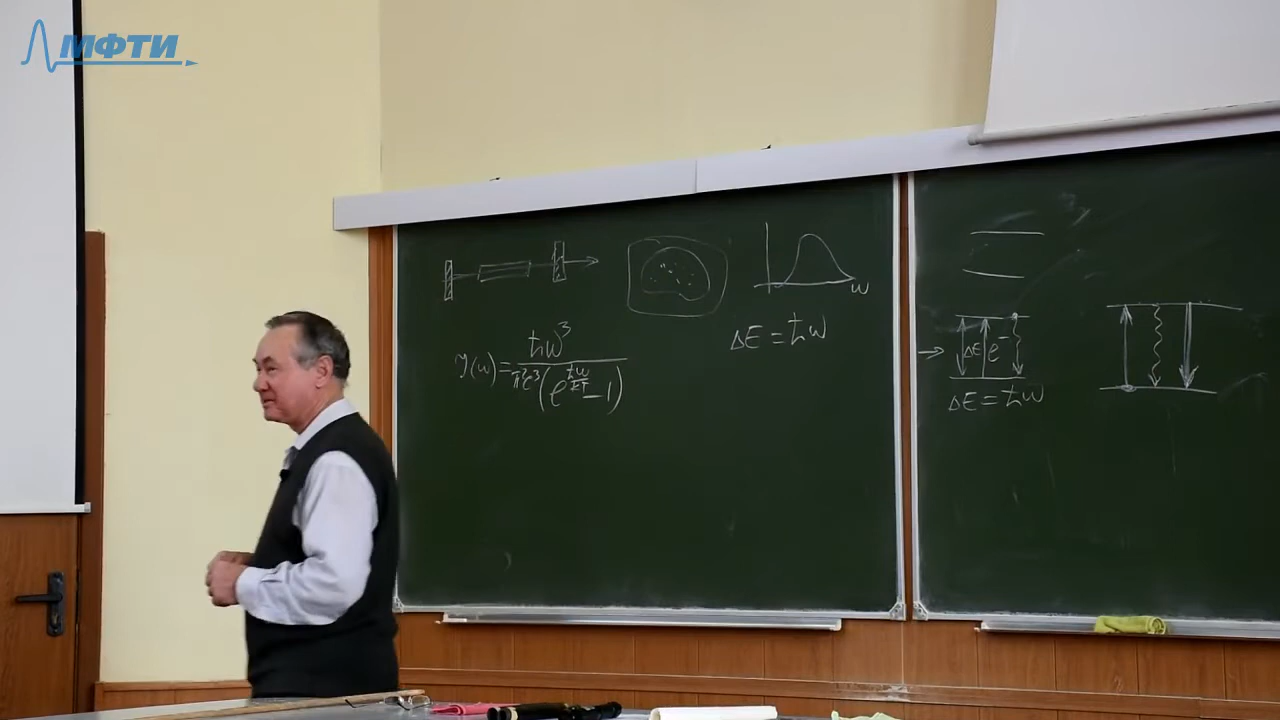 МФТИ
ω
ΔE = ħω
𝒥(ω) = ħω³ / π²c³(e^(ħω/kT) − 1)
ΔE e⁻
ΔE = ħω